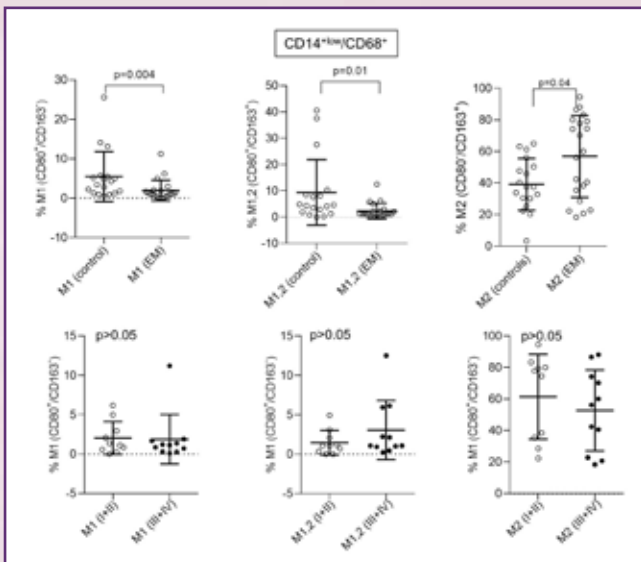 CD14⁺ˡᵒʷ/CD68⁺
p=0.004
30
20
10
0
-10
% M1 (CD80⁺/CD163⁻)
M1 (control)
M1 (EM)
p=0.01
50
40
30
20
10
0
-10
% M1,2 (CD80⁺/CD163⁺)
M1,2 (control)
M1,2 (EM)
p=0.04
100
80
60
40
20
0
% M2 (CD80⁻/CD163⁺)
M2 (controls)
M2 (EM)
p>0.05
15
10
5
0
-5
% M1 (CD80⁺/CD163⁻)
M1 (I+II)
M1 (III+IV)
p>0.05
15
10
5
0
-5
% M1 (CD80⁺/CD163⁻)
M1,2 (I+II)
M1,2 (III+IV)
p>0.05
100
80
60
40
20
0
% M1 (CD80⁺/CD163⁻)
M2 (I+II)
M2 (III+IV)